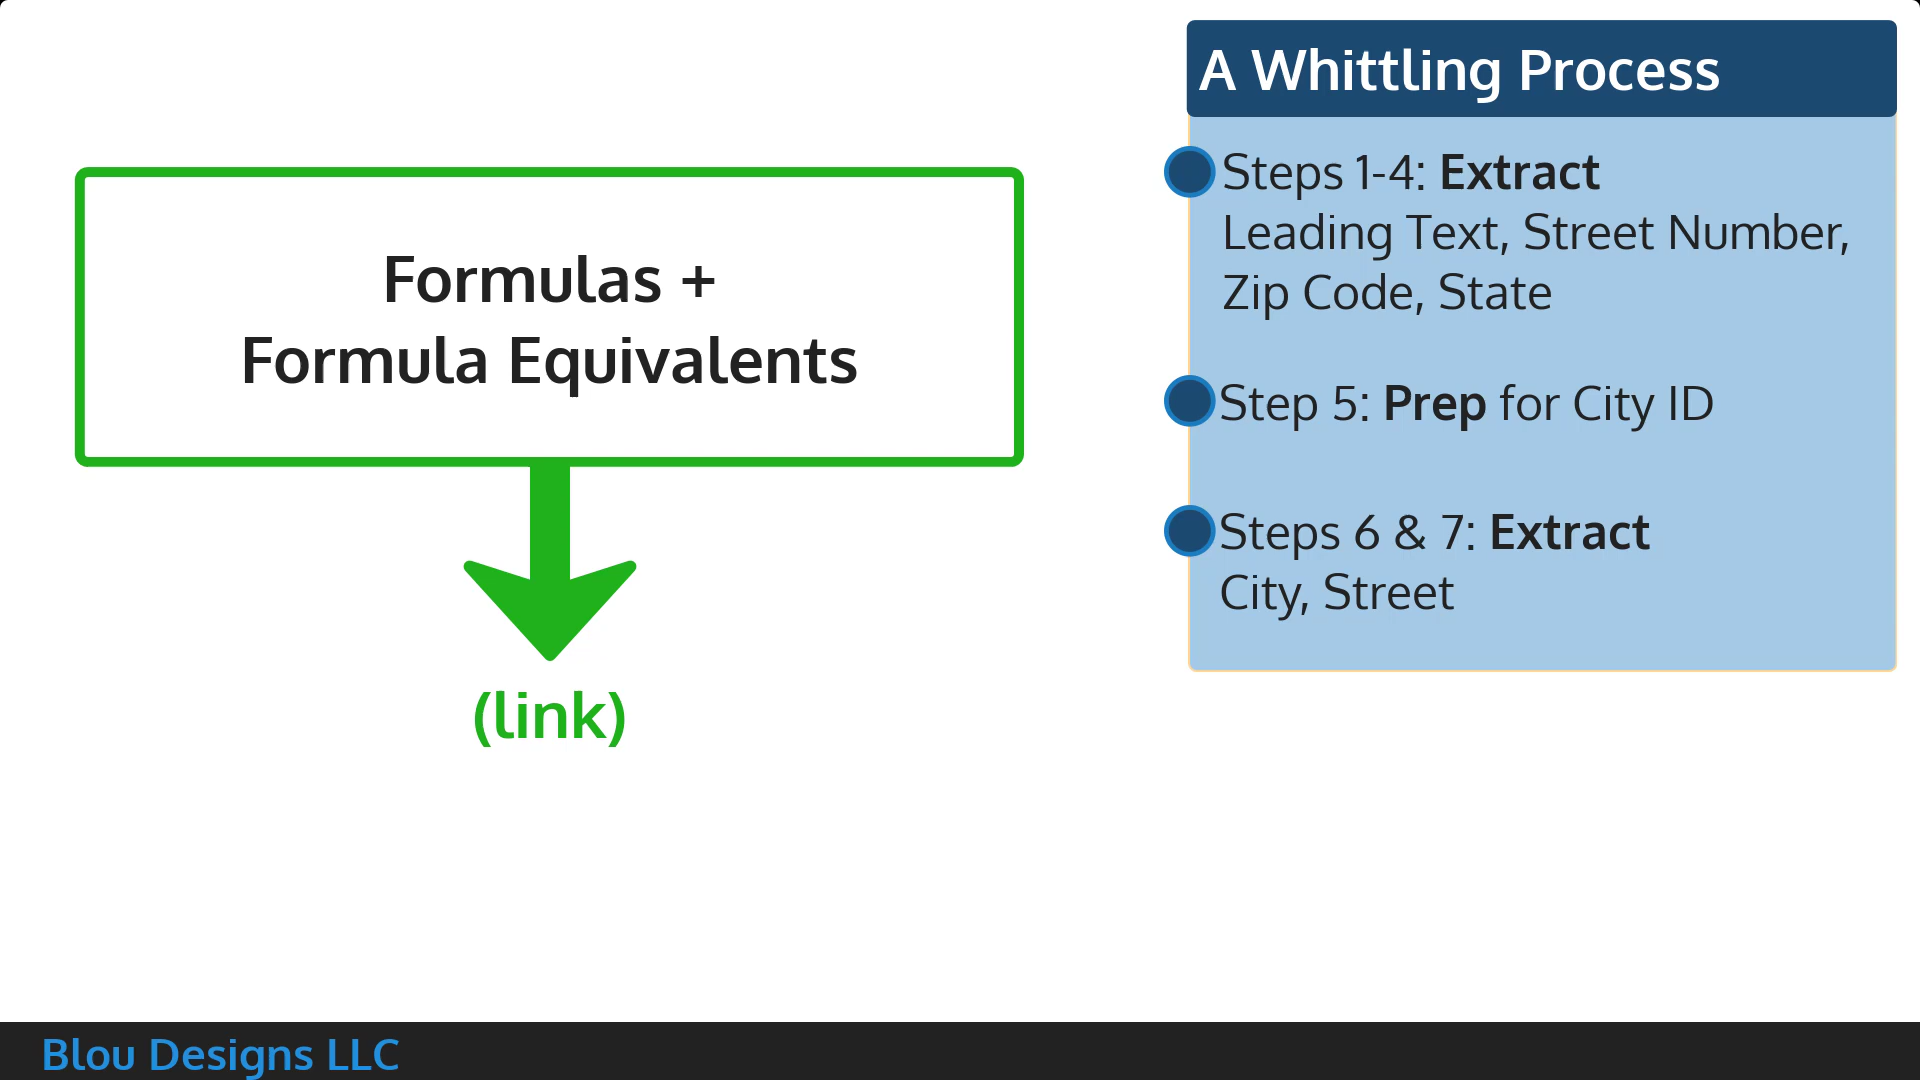 Formulas +
Formula Equivalents
(link)
A Whittling Process
Steps 1-4: Extract
Leading Text, Street Number,
Zip Code, State
Step 5: Prep for City ID
Steps 6 & 7: Extract
City, Street
Blou Designs LLC